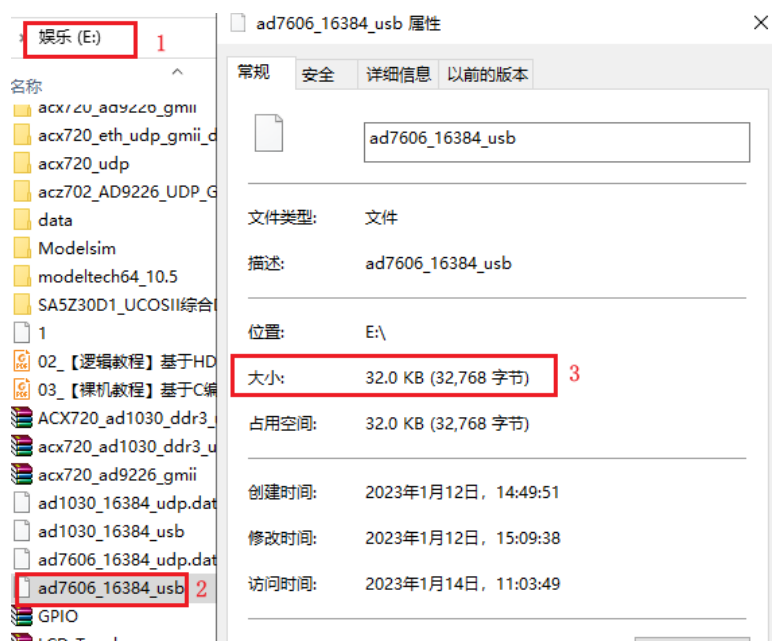 娱乐 (E:)
1
名称
acx720_ad9226_gmii
acx720_eth_udp_gmii_d
acx720_udp
acz702_AD9226_UDP_G
data
Modelsim
modeltech64_10.5
SA5Z30D1_UCOSII综合
1
02_【逻辑教程】基于HD
03_【裸机教程】基于C编
ACX720_ad1030_ddr3_
acx720_ad1030_ddr3_u
acx720_ad9226_gmii
ad1030_16384_udp.dat
ad1030_16384_usb
ad7606_16384_udp.dat
ad7606_16384_usb
2
GPIO
ad7606_16384_usb 属性
常规 安全 详细信息 以前的版本
ad7606_16384_usb
文件类型: 文件
描述: ad7606_16384_usb
位置: E:\
大小: 32.0 KB (32,768 字节)
3
占用空间: 32.0 KB (32,768 字节)
创建时间: 2023年1月12日，14:49:51
修改时间: 2023年1月12日，15:09:38
访问时间: 2023年1月14日，11:03:49